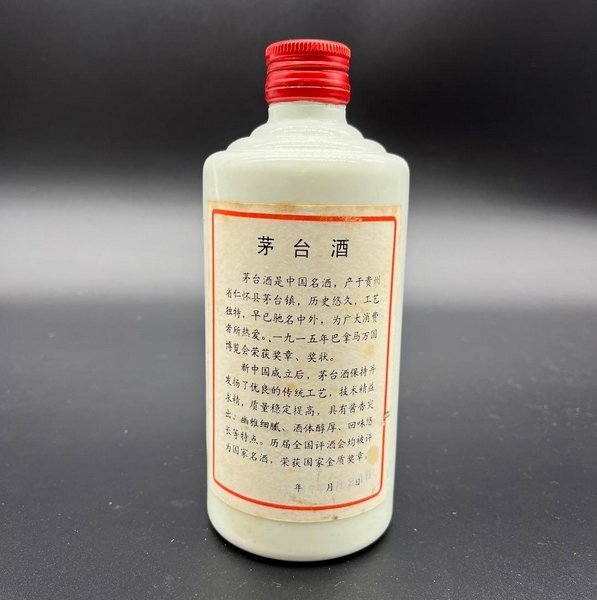 茅台酒
茅台酒是中国名酒，产于贵州
省仁怀县茅台镇，历史悠久，工艺
独特，早已驰名中外，为广大消费
者所热爱。一九一五年巴拿马万国
博览会荣获奖章、奖状。
新中国成立后，茅台酒保持并
发扬了优良的传统工艺，技术精益
求精，质量稳定提高，具有酱香突
出、幽雅细腻、酒体醇厚、回味悠
长等特点。历届全国评酒会均被评
为国家名酒，荣获国家金质奖章。
年 月 日